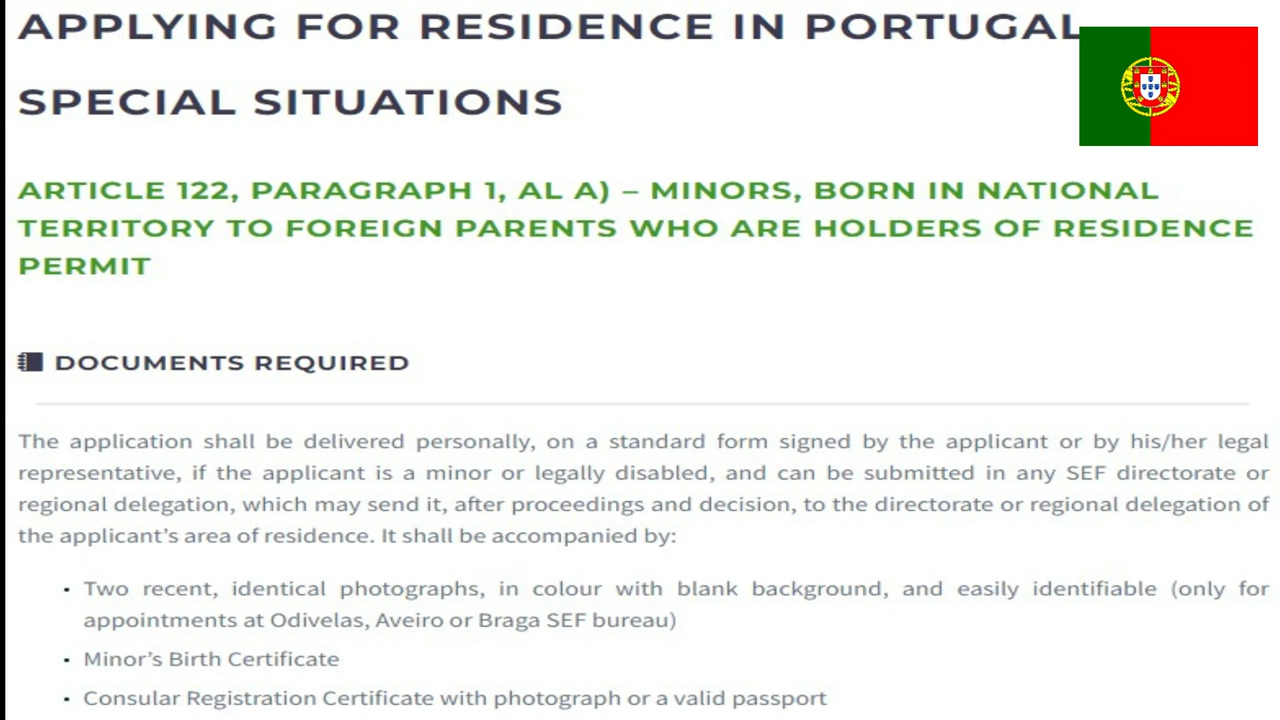 APPLYING FOR RESIDENCE IN PORTUGAL
SPECIAL SITUATIONS
ARTICLE 122, PARAGRAPH 1, AL A) – MINORS, BORN IN NATIONAL
TERRITORY TO FOREIGN PARENTS WHO ARE HOLDERS OF RESIDENCE
PERMIT
DOCUMENTS REQUIRED
The application shall be delivered personally, on a standard form signed by the applicant or by his/her legal
representative, if the applicant is a minor or legally disabled, and can be submitted in any SEF directorate or
regional delegation, which may send it, after proceedings and decision, to the directorate or regional delegation of
the applicant’s area of residence. It shall be accompanied by:
• Two recent, identical photographs, in colour with blank background, and easily identifiable (only for
appointments at Odivelas, Aveiro or Braga SEF bureau)
• Minor’s Birth Certificate
• Consular Registration Certificate with photograph or a valid passport